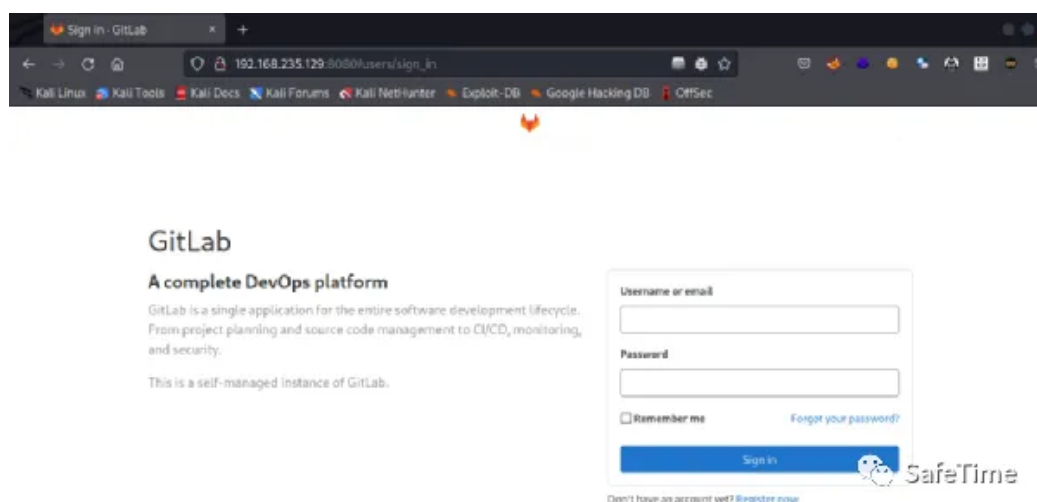 Sign in · GitLab
192.168.235.129:8080/users/sign_in
Kali Linux Kali Tools Kali Docs Kali Forums Kali NetHunter Exploit-DB Google Hacking DB OffSec
GitLab
A complete DevOps platform
GitLab is a single application for the entire software development lifecycle.
From project planning and source code management to CI/CD, monitoring,
and security.
This is a self-managed instance of GitLab.
Username or email
Password
Remember me Forgot your password?
Sign in
SafeTime
Don't have an account yet? Register now